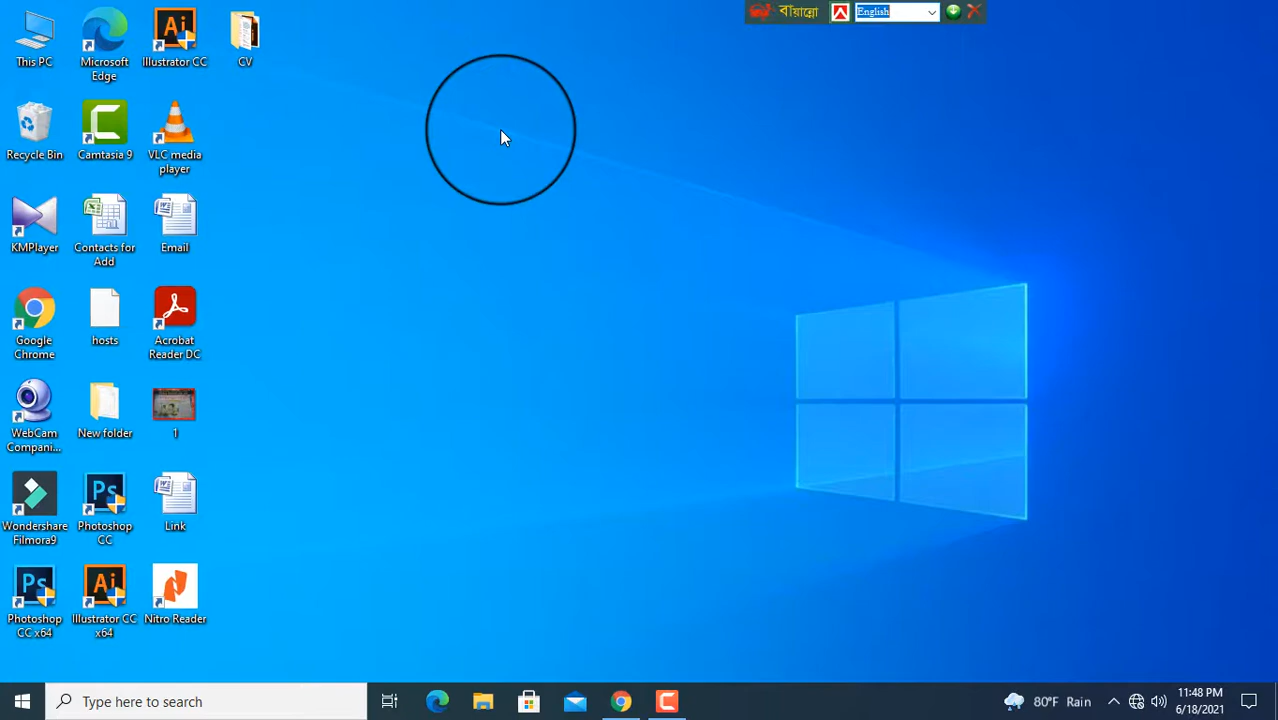 বায়ান্নো
English
This PC
Microsoft
Edge
Illustrator CC
CV
Recycle Bin
Camtasia 9
VLC media
player
KMPlayer
Contacts for
Add
Email
Google
Chrome
hosts
Acrobat
Reader DC
WebCam
Compani...
New folder
1
Wondershare
Filmora9
Photoshop
CC
Link
Photoshop
CC x64
Illustrator CC
x64
Nitro Reader
Type here to search
80°F Rain
11:48 PM
6/18/2021